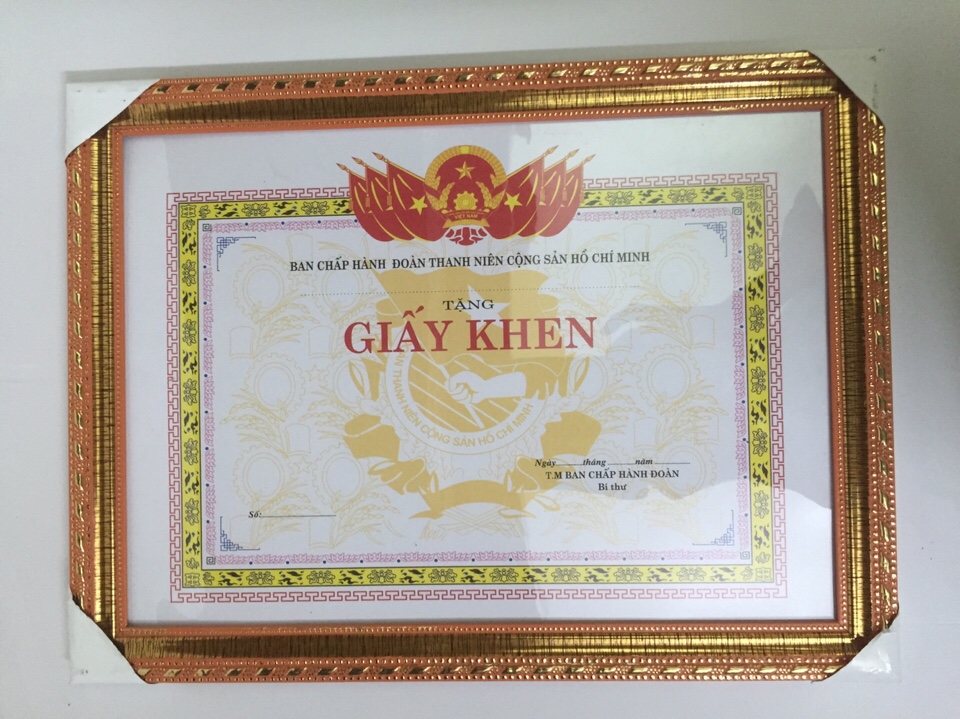 VIỆT NAM
BAN CHẤP HÀNH ĐOÀN THANH NIÊN CỘNG SẢN HỒ CHÍ MINH
TẶNG
GIẤY KHEN
THANH NIÊN CỘNG SẢN HỒ CHÍ MINH
Ngày.........tháng.........năm............
T.M BAN CHẤP HÀNH ĐOÀN
Bí thư
Số:....................